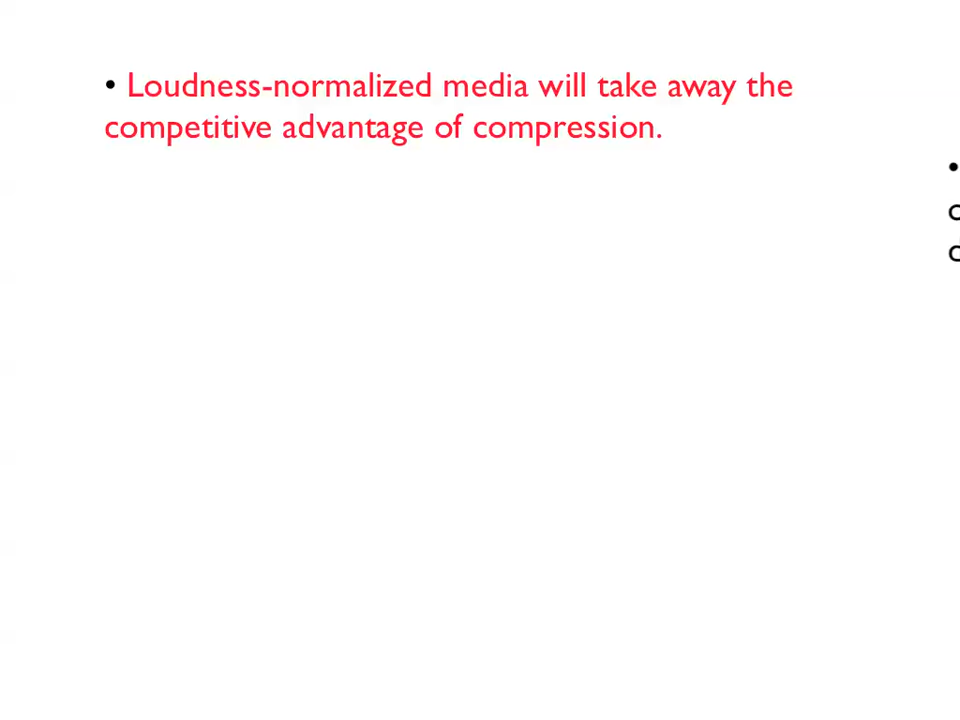 • Loudness-normalized media will take away the
competitive advantage of compression.
•